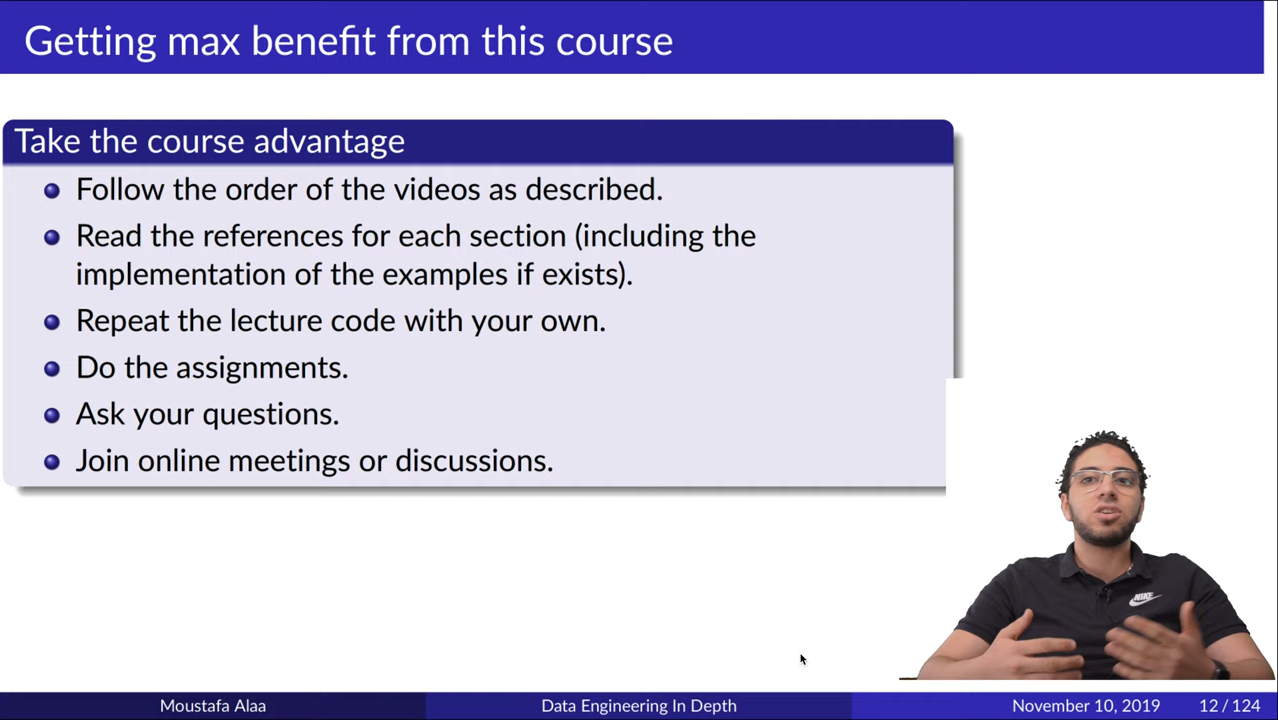 Getting max benefit from this course
Take the course advantage
Follow the order of the videos as described.
Read the references for each section (including the
implementation of the examples if exists).
Repeat the lecture code with your own.
Do the assignments.
Ask your questions.
Join online meetings or discussions.
NIKE
Moustafa Alaa
Data Engineering In Depth
November 10, 2019
12 / 124